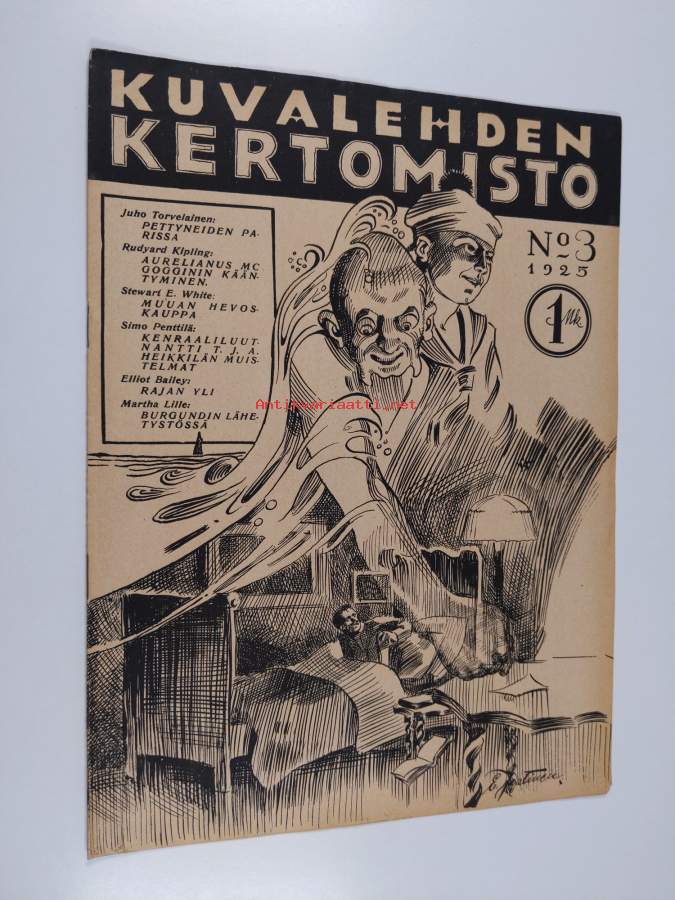 KUVALEHDEN
KERTOMISTO
Juho Torvelainen:
PETTYNEIDEN PA-
RISSA
Rudyard Kipling:
AURELIANUS MC
GOGGININ KÄÄN-
TYMINEN.
Stewart E. White:
MUUAN HEVOS-
KAUPPA
Simo Penttilä:
KENRAALILUUT-
NANTTI T. J. A.
HEIKKILÄN MUIS-
TELMAT
Elliot Bailey:
RAJAN YLI
Martha Lille:
BURGUNDIN LÄHE-
TYSTÖSSÄ
No 3
1925
1 Mk.
Antikvariaatti.net